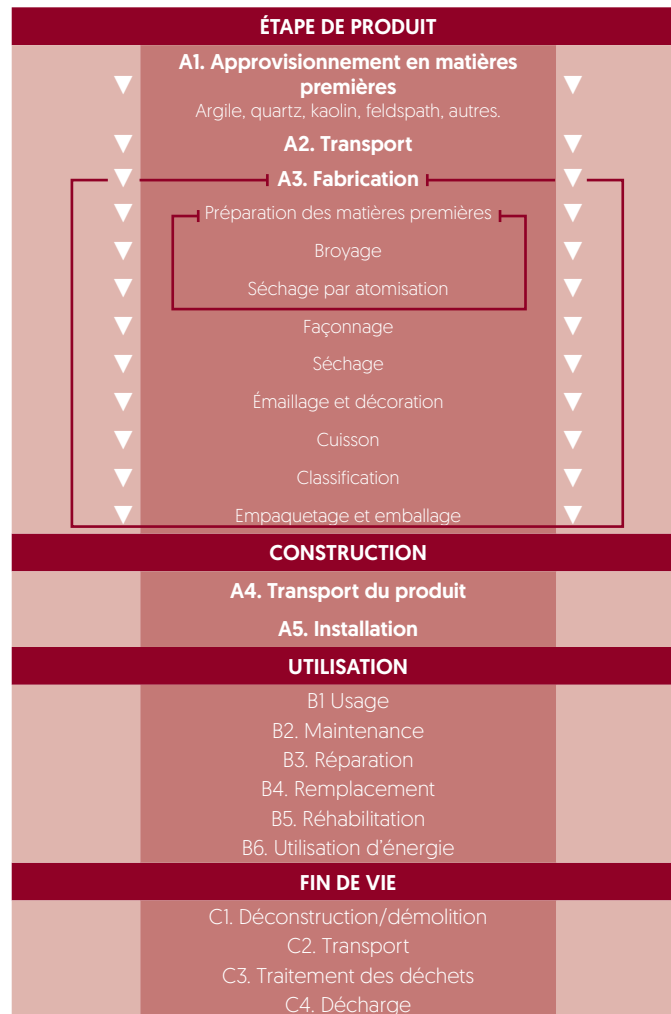 ÉTAPE DE PRODUIT
A1. Approvisionnement en matières
premières
Argile, quartz, kaolin, feldspath, autres.
A2. Transport
A3. Fabrication
Préparation des matières premières
Broyage
Séchage par atomisation
Façonnage
Séchage
Émaillage et décoration
Cuisson
Classification
Empaquetage et emballage
CONSTRUCTION
A4. Transport du produit
A5. Installation
UTILISATION
B1 Usage
B2. Maintenance
B3. Réparation
B4. Remplacement
B5. Réhabilitation
B6. Utilisation d'énergie
FIN DE VIE
C1. Déconstruction/démolition
C2. Transport
C3. Traitement des déchets
C4. Décharge